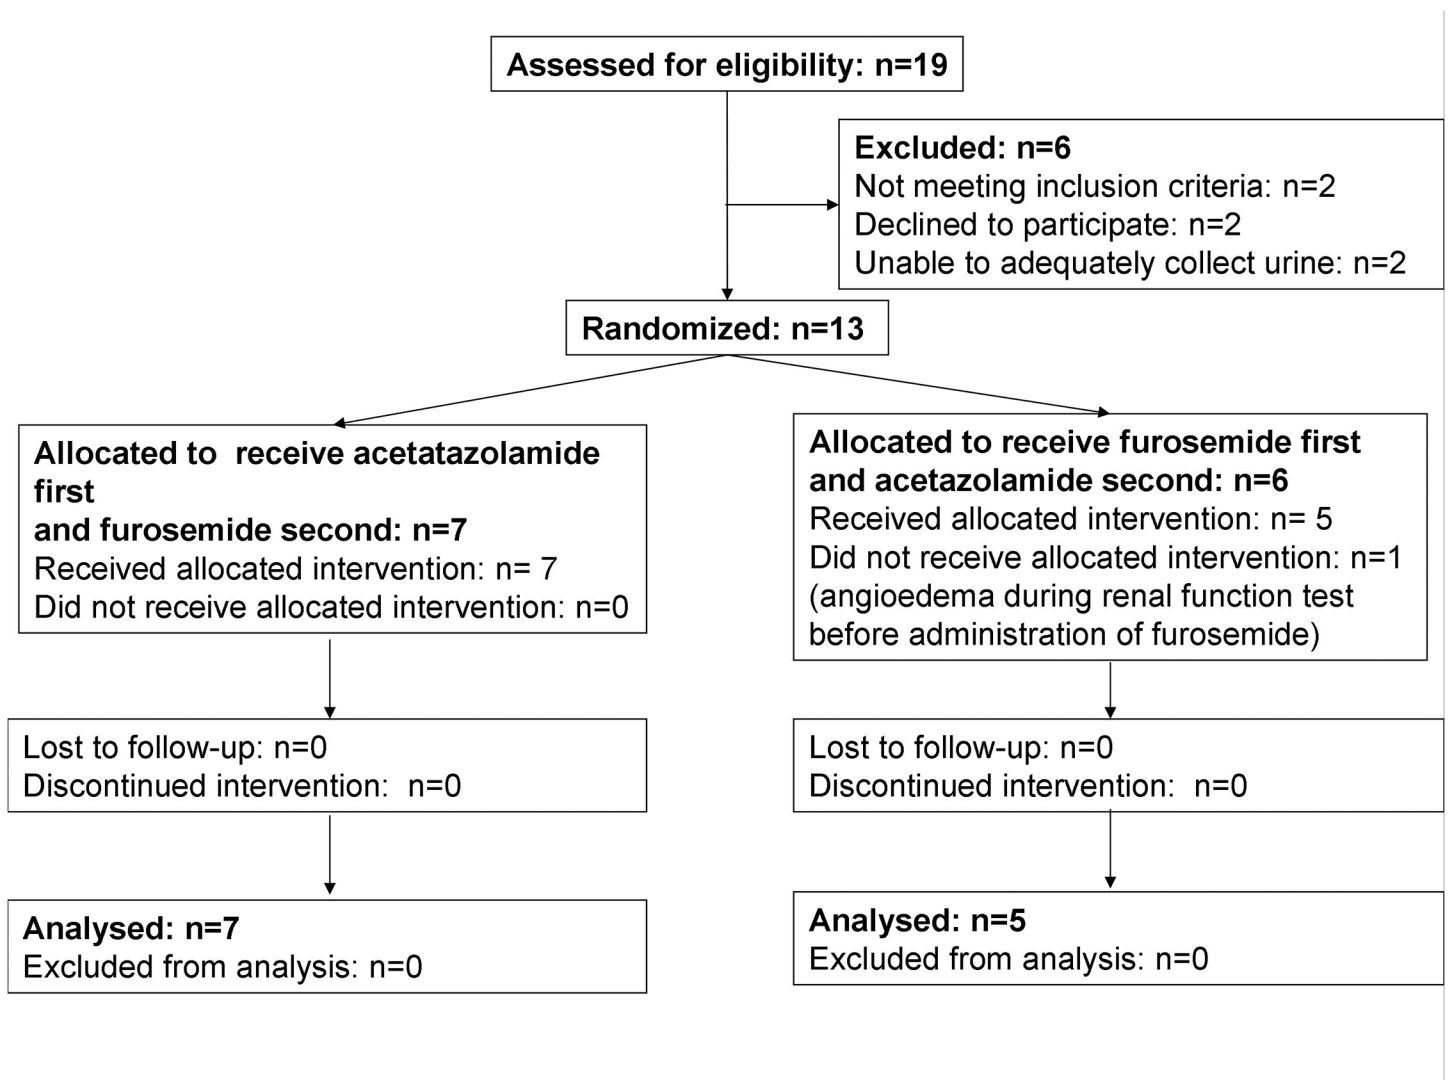 Assessed for eligibility: n=19
Excluded: n=6
Not meeting inclusion criteria: n=2
Declined to participate: n=2
Unable to adequately collect urine: n=2
Randomized: n=13
Allocated to  receive acetatazolamide
first
and furosemide second: n=7
Received allocated intervention: n= 7
Did not receive allocated intervention: n=0
Allocated to receive furosemide first
and acetazolamide second: n=6
Received allocated intervention: n= 5
Did not receive allocated intervention: n=1
(angioedema during renal function test
before administration of furosemide)
Lost to follow-up: n=0
Discontinued intervention:  n=0
Lost to follow-up: n=0
Discontinued intervention:  n=0
Analysed: n=7
Excluded from analysis: n=0
Analysed: n=5
Excluded from analysis: n=0